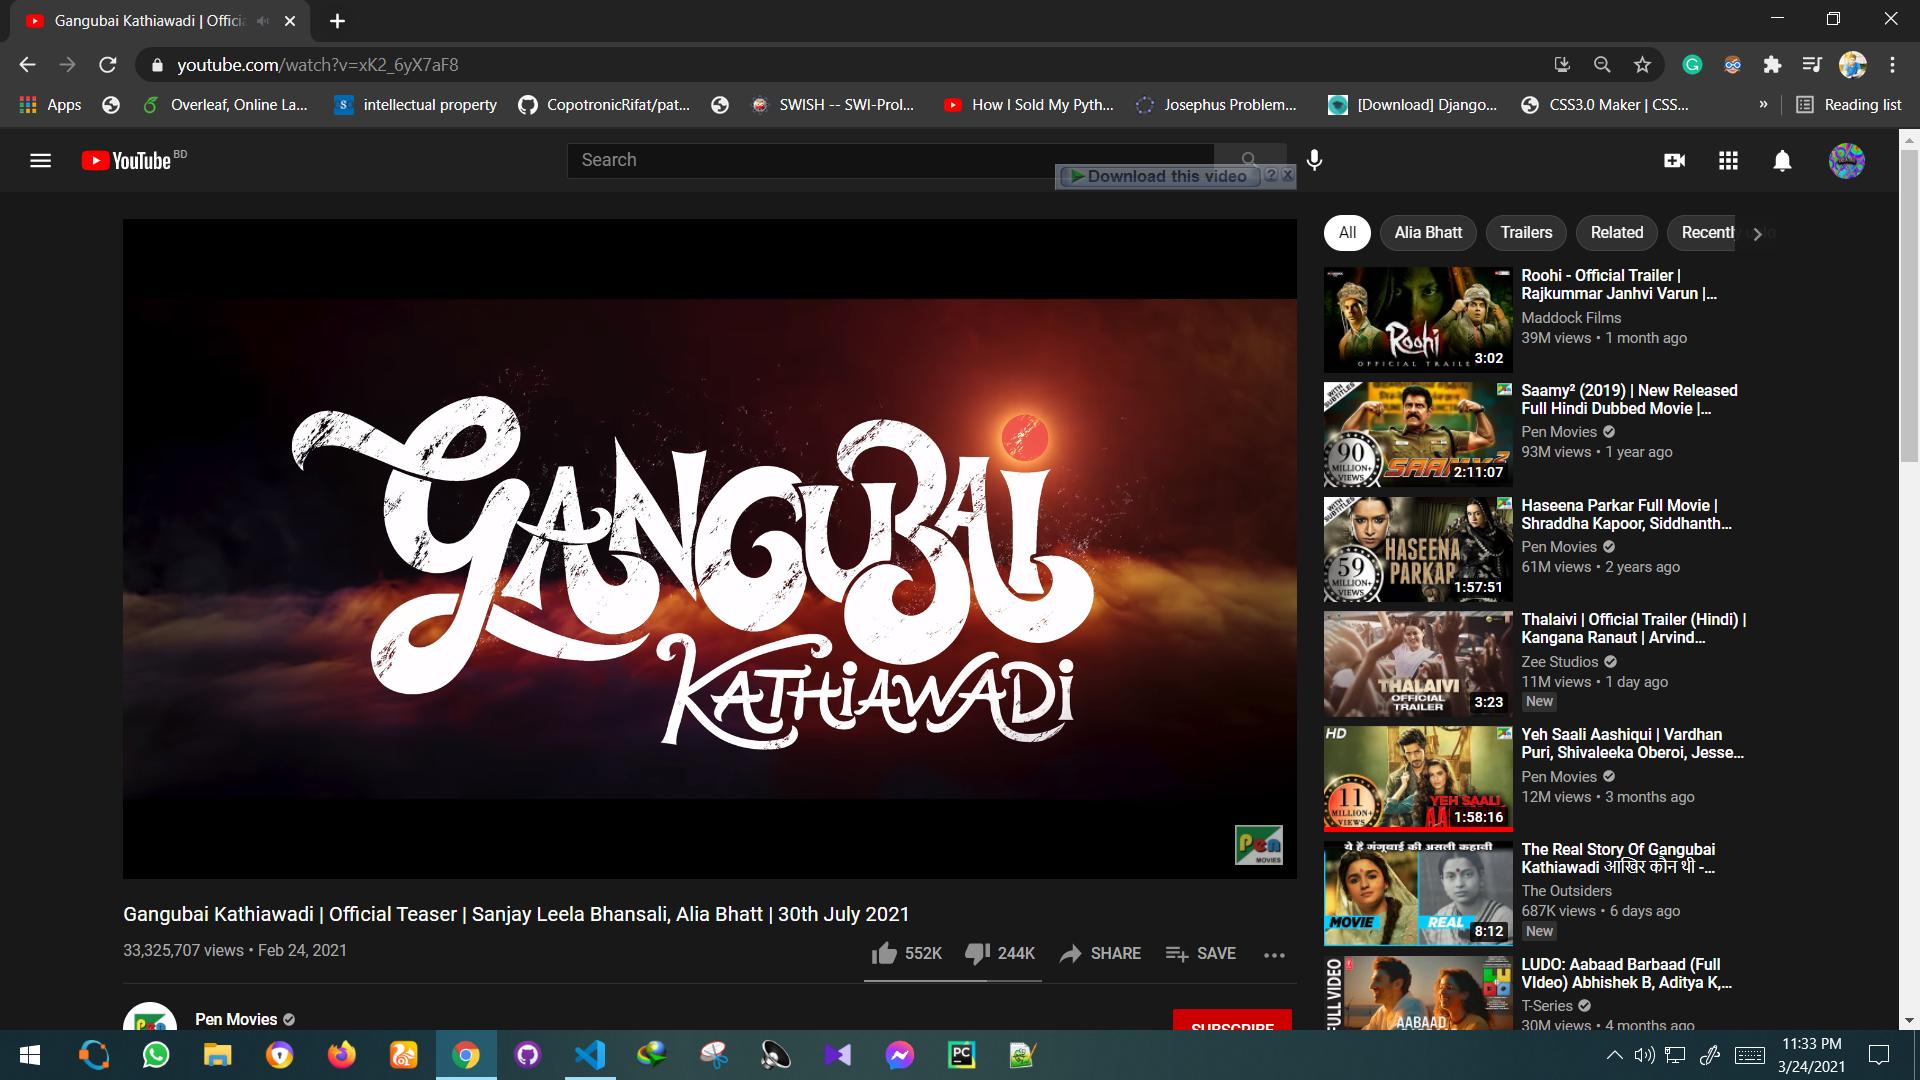 Gangubai Kathiawadi | Officia
youtube.com/watch?v=xK2_6yX7aF8
Apps
Overleaf, Online La...
intellectual property
CopotronicRifat/pat...
SWISH -- SWI-Prol...
How I Sold My Pyth...
Josephus Problem...
[Download] Django...
CSS3.0 Maker | CSS...
»
Reading list
YouTube BD
Search
Download this video ? X
GANGUBAI
KATHIAWADI
Pen
MOVIES
Gangubai Kathiawadi | Official Teaser | Sanjay Leela Bhansali, Alia Bhatt | 30th July 2021
33,325,707 views • Feb 24, 2021
552K
244K
SHARE
SAVE
Pen Movies
SUBSCRIBE
All
Alia Bhatt
Trailers
Related
Recently
Roohi
OFFICIAL TRAILE
3:02
Roohi - Official Trailer |
Rajkummar Janhvi Varun |...
Maddock Films
39M views • 1 month ago
WITH
SUBTITLES
90
MILLION+
VIEWS
SAAMY²
2:11:07
Saamy² (2019) | New Released
Full Hindi Dubbed Movie |...
Pen Movies
93M views • 1 year ago
WITH
SUBTITLES
59
MILLION+
VIEWS
HASEENA
PARKAR
1:57:51
Haseena Parkar Full Movie |
Shraddha Kapoor, Siddhanth...
Pen Movies
61M views • 2 years ago
THALAIVI
OFFICIAL
TRAILER
3:23
Thalaivi | Official Trailer (Hindi) |
Kangana Ranaut | Arvind...
Zee Studios
11M views • 1 day ago
New
HD
11
MILLION+
VIEWS
YEH SAALI
1:58:16
Yeh Saali Aashiqui | Vardhan
Puri, Shivaleeka Oberoi, Jesse...
Pen Movies
12M views • 3 months ago
ये है गंगूबाई की असली कहानी
MOVIE
REAL
8:12
The Real Story Of Gangubai
Kathiawadi आखिर कौन थी -...
The Outsiders
687K views • 6 days ago
New
FULL VIDEO
AABAAD
LUDO: Aabaad Barbaad (Full
VIdeo) Abhishek B, Aditya K,...
T-Series
30M views • 4 months ago
PC
11:33 PM
3/24/2021